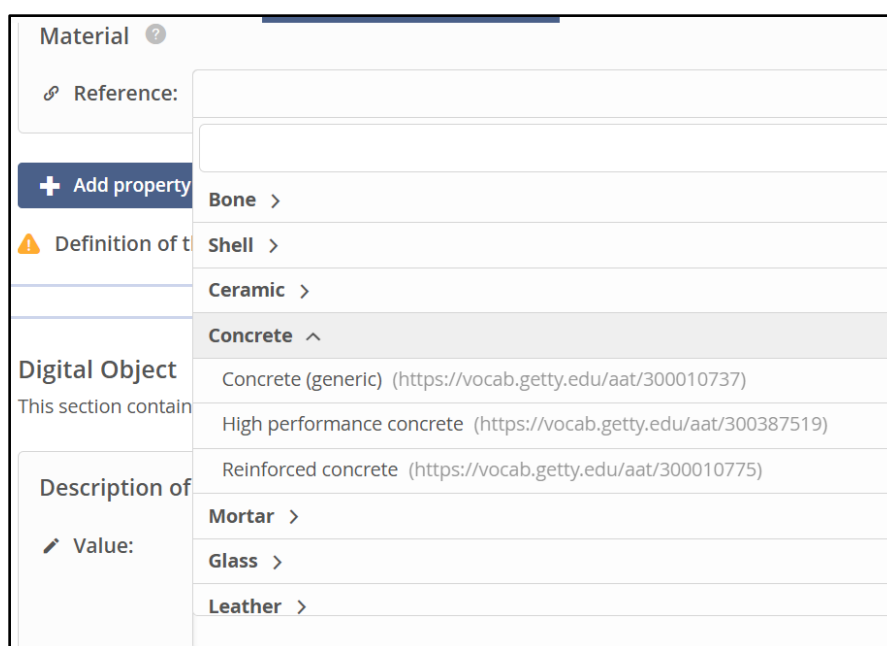 Material ?
Reference:
Add property
Bone
Definition of t
Shell
Ceramic
Concrete
Digital Object
Concrete (generic) (https://vocab.getty.edu/aat/300010737)
This section contain
High performance concrete (https://vocab.getty.edu/aat/300387519)
Reinforced concrete (https://vocab.getty.edu/aat/300010775)
Description of
Mortar
Value:
Glass
Leather